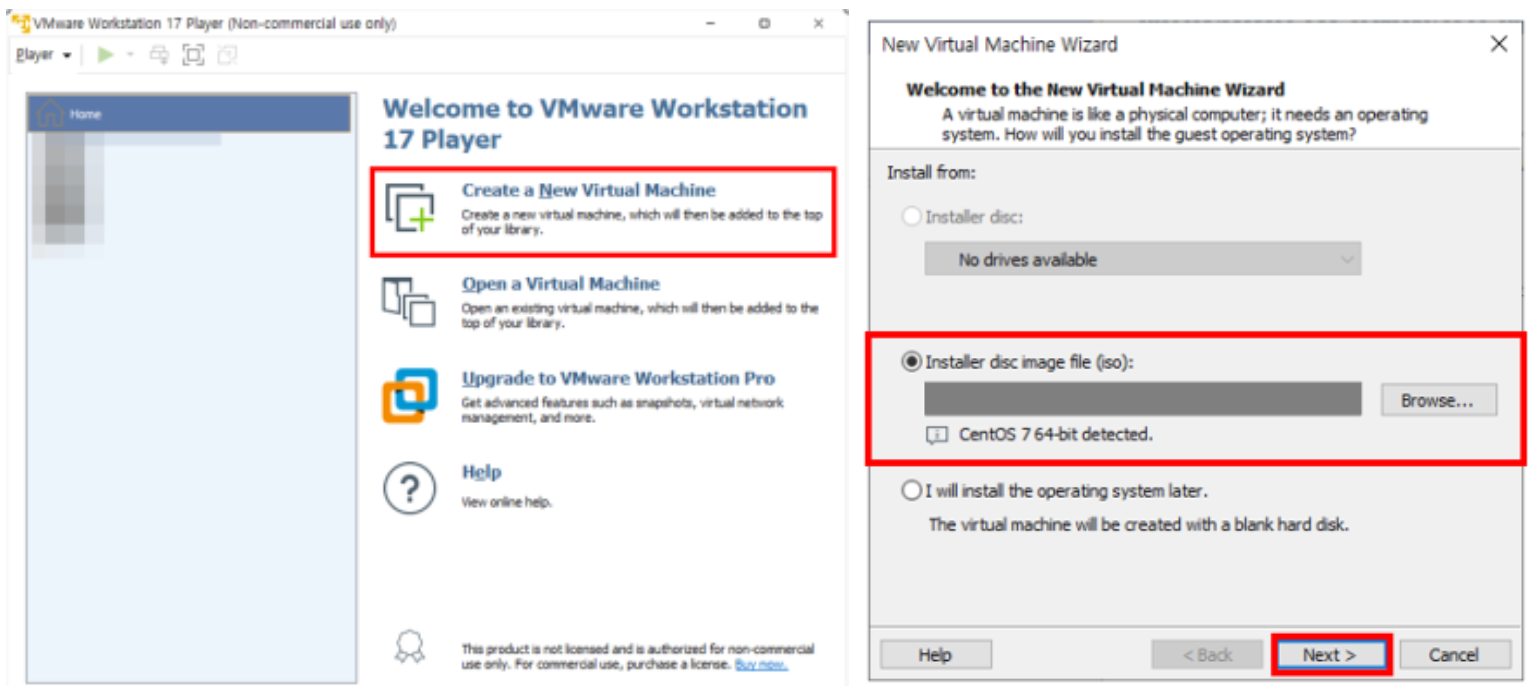 VMware Workstation 17 Player (Non-commercial use only)
Player
Home
Welcome to VMware Workstation
17 Player
Create a New Virtual Machine
Create a new virtual machine, which will then be added to the top
of your library.
Open a Virtual Machine
Open an existing virtual machine, which will then be added to the
top of your library.
Upgrade to VMware Workstation Pro
Get advanced features such as snapshots, virtual network
management, and more.
Help
View online help.
This product is not licensed and is authorized for non-commercial
use only. For commercial use, purchase a license. Buy now.
New Virtual Machine Wizard
Welcome to the New Virtual Machine Wizard
A virtual machine is like a physical computer; it needs an operating
system. How will you install the guest operating system?
Install from:
Installer disc:
No drives available
Installer disc image file (iso):
Browse...
CentOS 7 64-bit detected.
I will install the operating system later.
The virtual machine will be created with a blank hard disk.
Help
< Back
Next >
Cancel